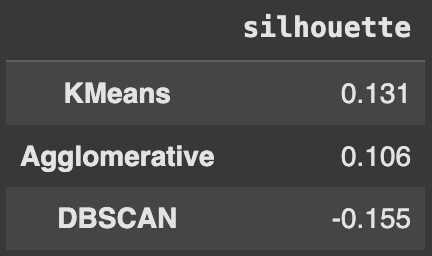 silhouette
KMeans 0.131
Agglomerative 0.106
DBSCAN -0.155